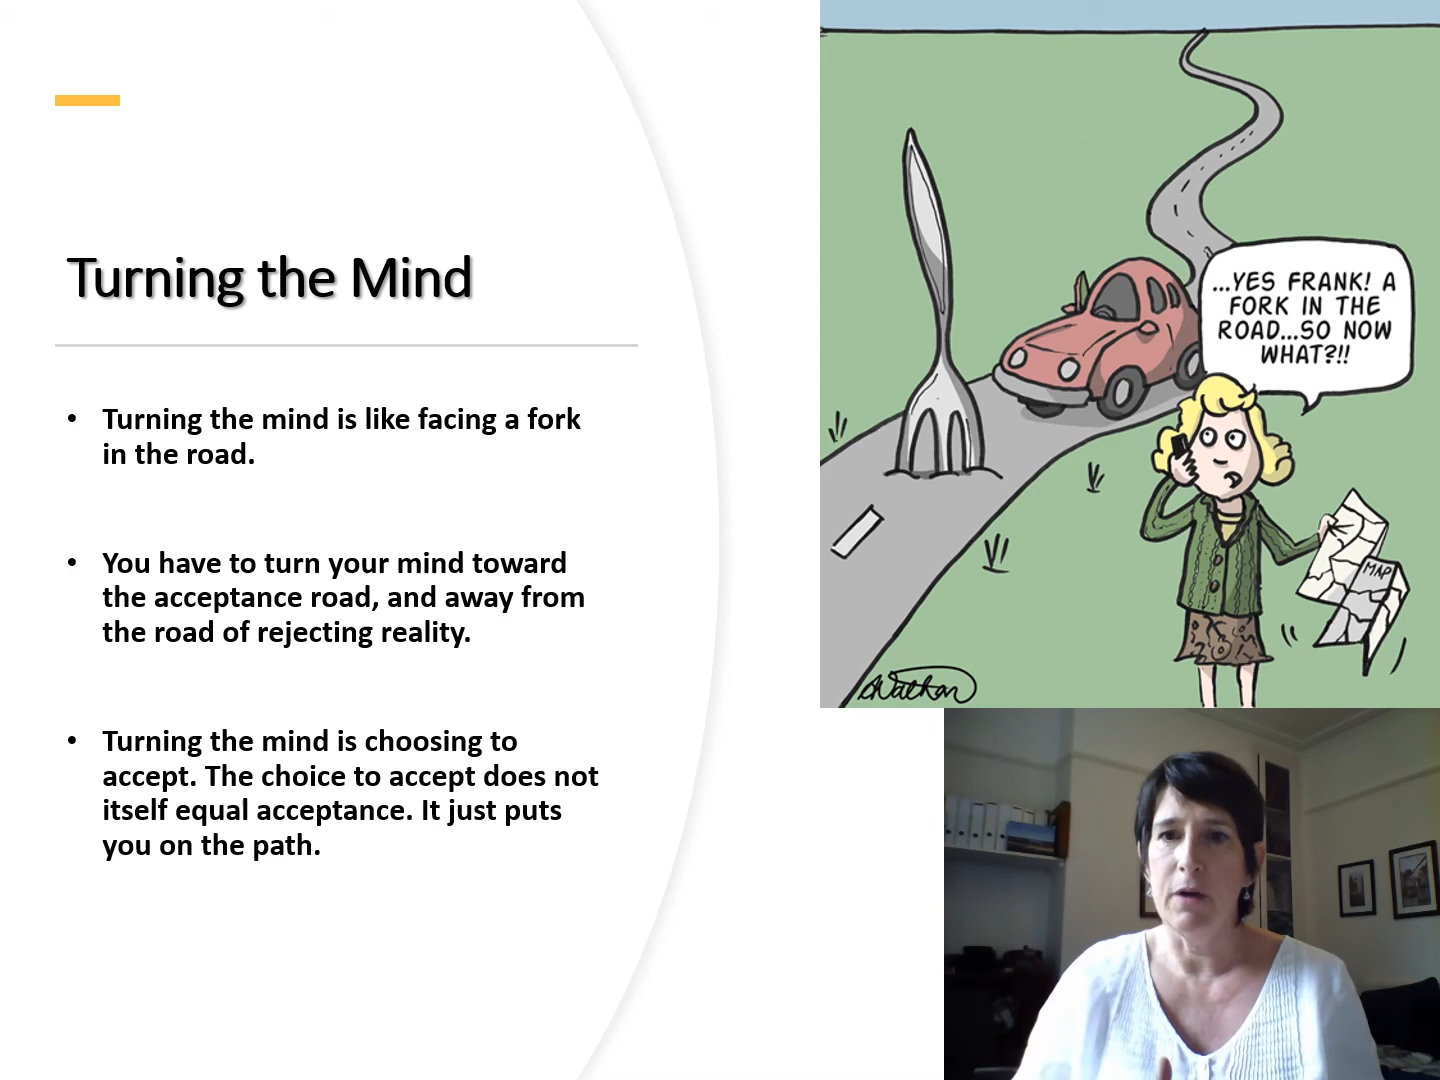 Turning the Mind
• Turning the mind is like facing a fork
in the road.
• You have to turn your mind toward
the acceptance road, and away from
the road of rejecting reality.
• Turning the mind is choosing to
accept. The choice to accept does not
itself equal acceptance. It just puts
you on the path.
...YES FRANK! A
FORK IN THE
ROAD...SO NOW
WHAT?!!
MAP